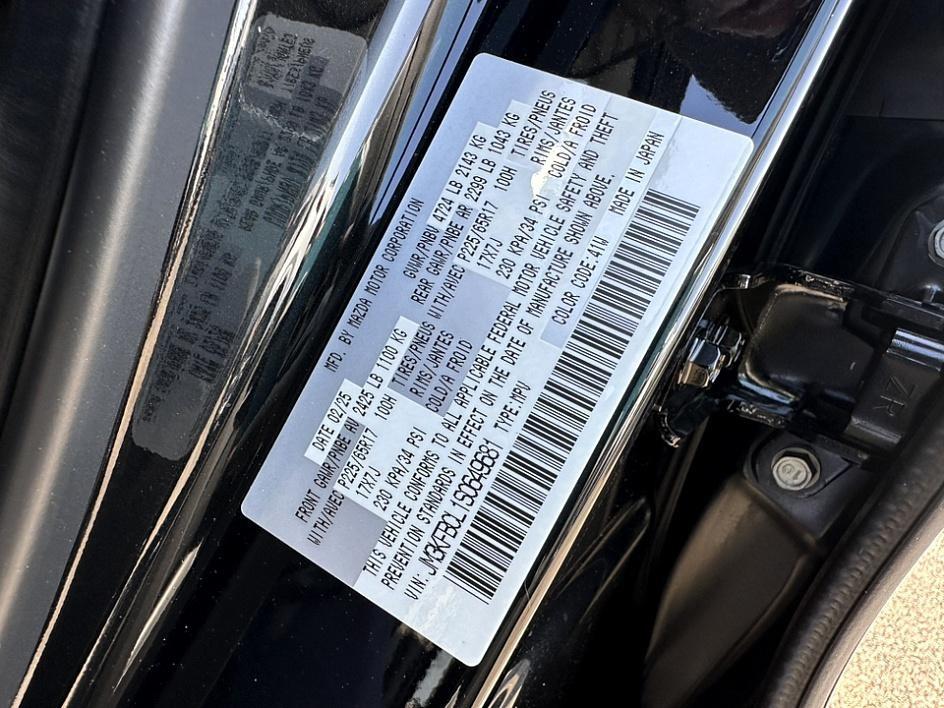 MFD. BY MAZDA MOTOR CORPORATION
DATE 02/25 GVWR/PNBV 4724 LB 2143 KG
FRONT GAWR/PNBE AV 2425 LB 1100 KG REAR GAWR/PNBE AR 2299 LB 1043 KG
WITH/AVEC P225/65R17 100H TIRES/PNEUS WITH/AVEC P225/65R17 100H TIRES/PNEUS
17X7J RIMS/JANTES 17X7J RIMS/JANTES
230 KPA/34 PSI COLD/A FROID 230 KPA/34 PSI COLD/A FROID
THIS VEHICLE CONFORMS TO ALL APPLICABLE FEDERAL MOTOR VEHICLE SAFETY AND THEFT
PREVENTION STANDARDS IN EFFECT ON THE DATE OF MANUFACTURE SHOWN ABOVE.
VIN: JM3KFBCL1S0649681 TYPE:MPV COLOR CODE:41W MADE IN JAPAN
ZR
10